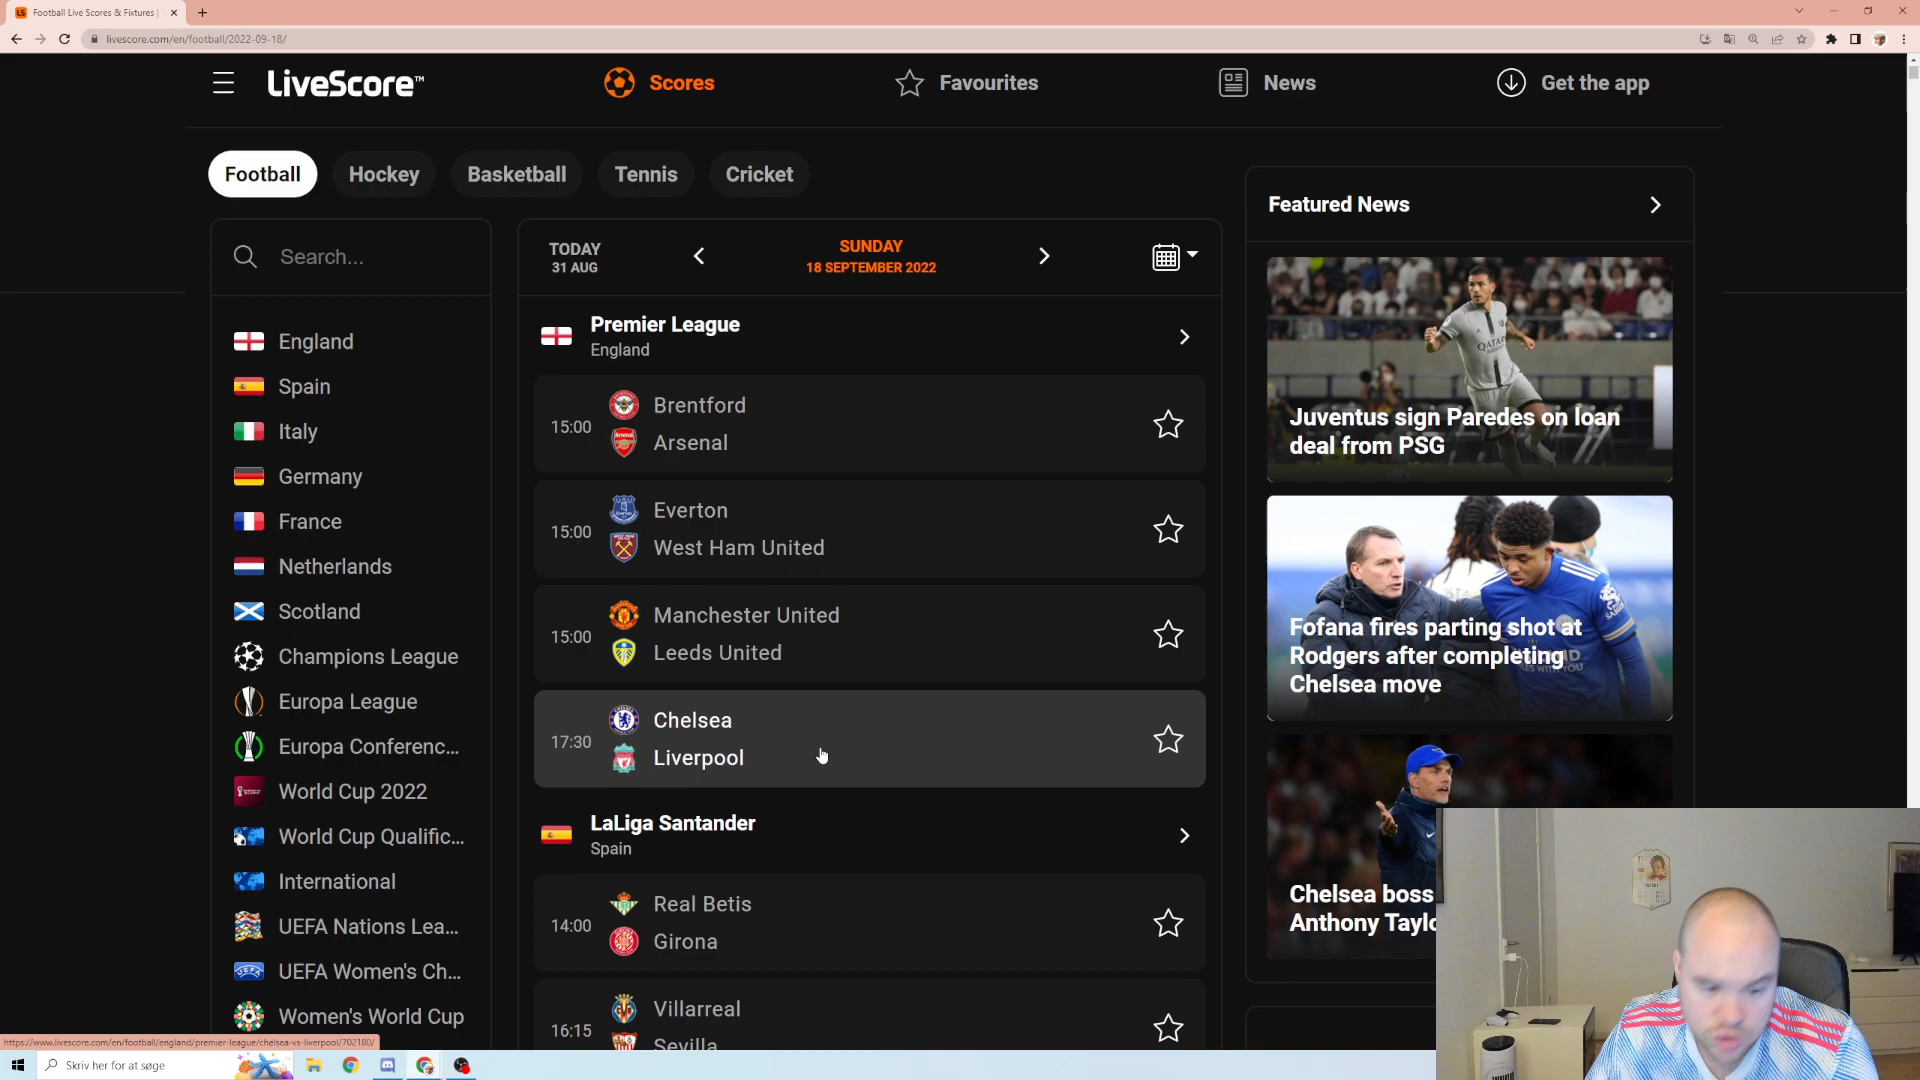 Football Live Scores & Fixtures |
livescore.com/en/football/2022-09-18/
LiveScore™
Scores
Favourites
News
Get the app
Football
Hockey
Basketball
Tennis
Cricket
Search...
England
Spain
Italy
Germany
France
Netherlands
Scotland
Champions League
Europa League
Europa Conferenc...
World Cup 2022
World Cup Qualific...
International
UEFA Nations Lea...
UEFA Women's Ch...
Women's World Cup
TODAY
31 AUG
SUNDAY
18 SEPTEMBER 2022
Premier League
England
15:00
Brentford
Arsenal
15:00
Everton
West Ham United
15:00
Manchester United
Leeds United
17:30
Chelsea
Liverpool
LaLiga Santander
Spain
14:00
Real Betis
Girona
16:15
Villarreal
Sevilla
Featured News
QATAR
Juventus sign Paredes on loan
deal from PSG
Fofana fires parting shot at
Rodgers after completing
Chelsea move
Chelsea boss
Anthony Taylo
https://www.livescore.com/en/football/england/premier-league/chelsea-vs-liverpool/702180/
Skriv her for at søge